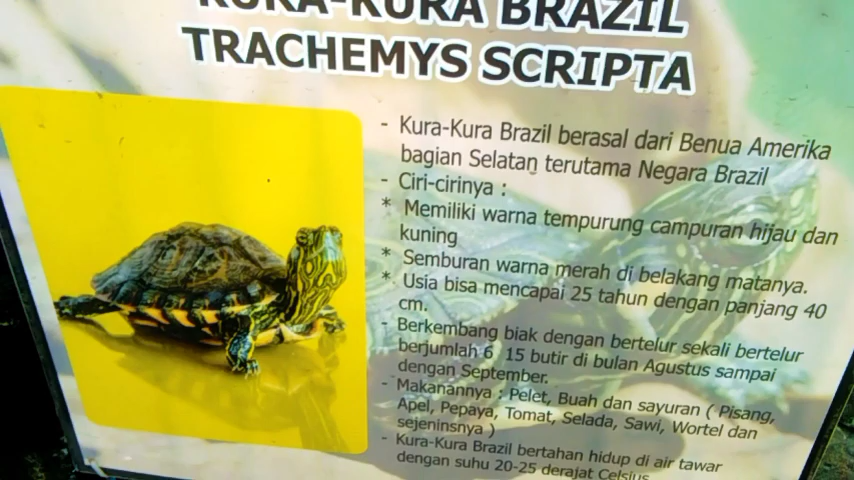 KURA-KURA BRAZIL
TRACHEMYS SCRIPTA
- Kura-Kura Brazil berasal dari Benua Amerika
bagian Selatan terutama Negara Brazil
- Ciri-cirinya :
* Memiliki warna tempurung campuran hijau dan
kuning
* Semburan warna merah di belakang matanya.
* Usia bisa mencapai 25 tahun dengan panjang 40
cm.
- Berkembang biak dengan bertelur sekali bertelur
berjumlah 6 15 butir di bulan Agustus sampai
dengan September.
- Makanannya : Pelet, Buah dan sayuran ( Pisang,
Apel, Pepaya, Tomat, Selada, Sawi, Wortel dan
sejeninsnya )
- Kura-Kura Brazil bertahan hidup di air tawar
dengan suhu 20-25 derajat Celsius